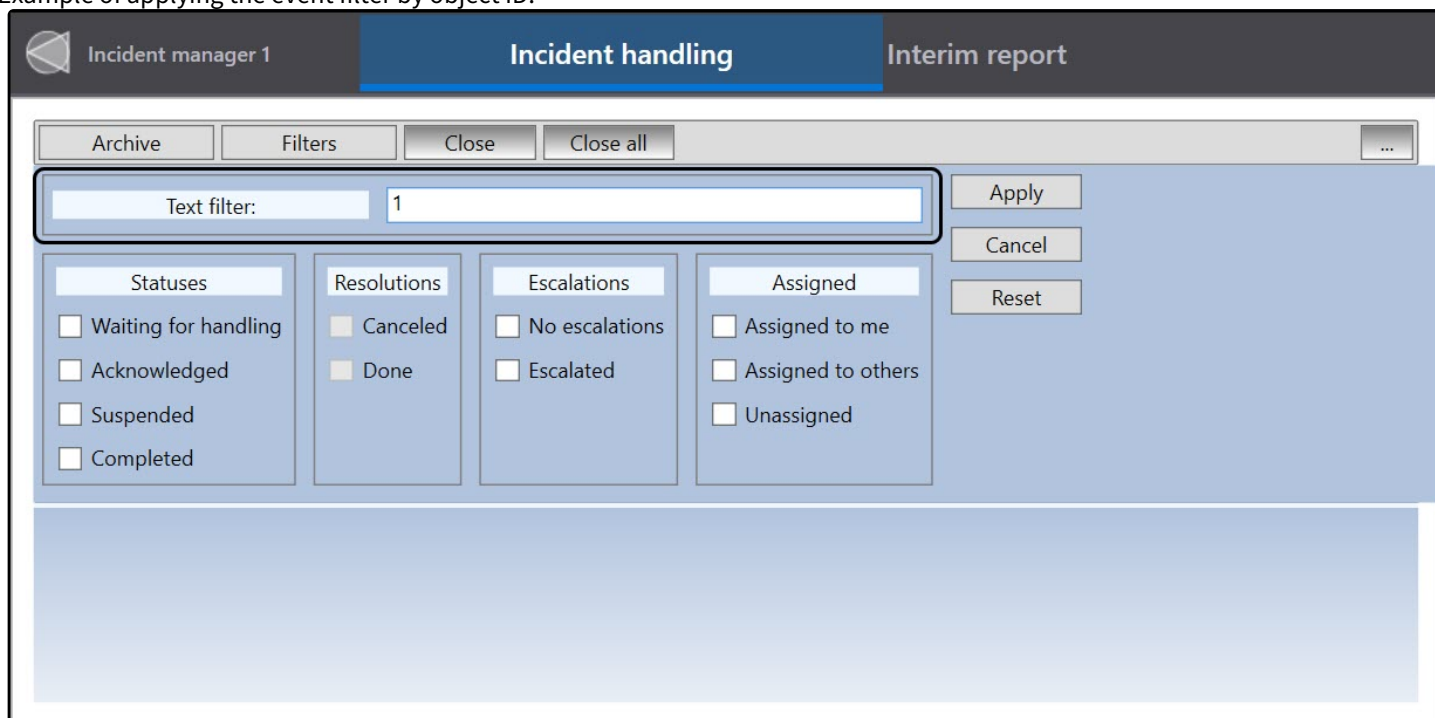 Example of applying the event filter by object ID:
Incident manager 1 Incident handling Interim report
Archive Filters Close Close all ...
Text filter: 1 Apply
Cancel
Statuses Resolutions Escalations Assigned Reset
Waiting for handling Canceled No escalations Assigned to me
Acknowledged Done Escalated Assigned to others
Suspended Unassigned
Completed